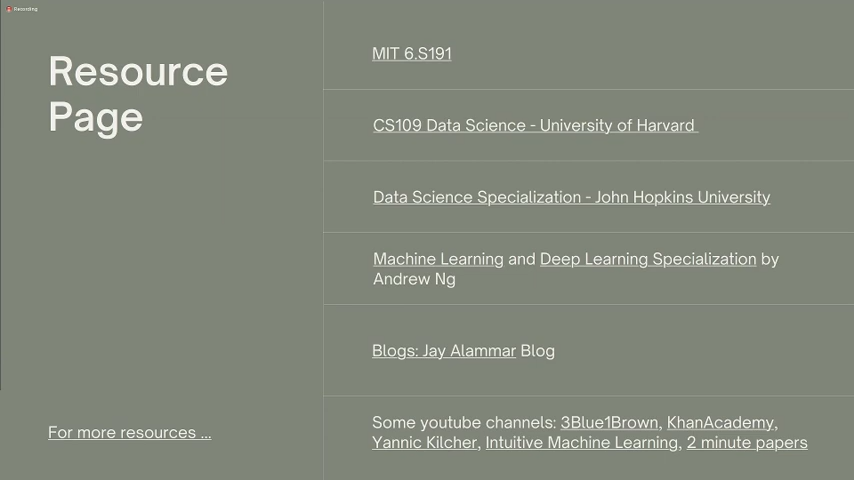 Recording
Resource
Page
MIT 6.S191
CS109 Data Science - University of Harvard
Data Science Specialization - John Hopkins University
Machine Learning and Deep Learning Specialization by
Andrew Ng
Blogs: Jay Alammar Blog
Some youtube channels: 3Blue1Brown, KhanAcademy,
Yannic Kilcher, Intuitive Machine Learning, 2 minute papers
For more resources ...